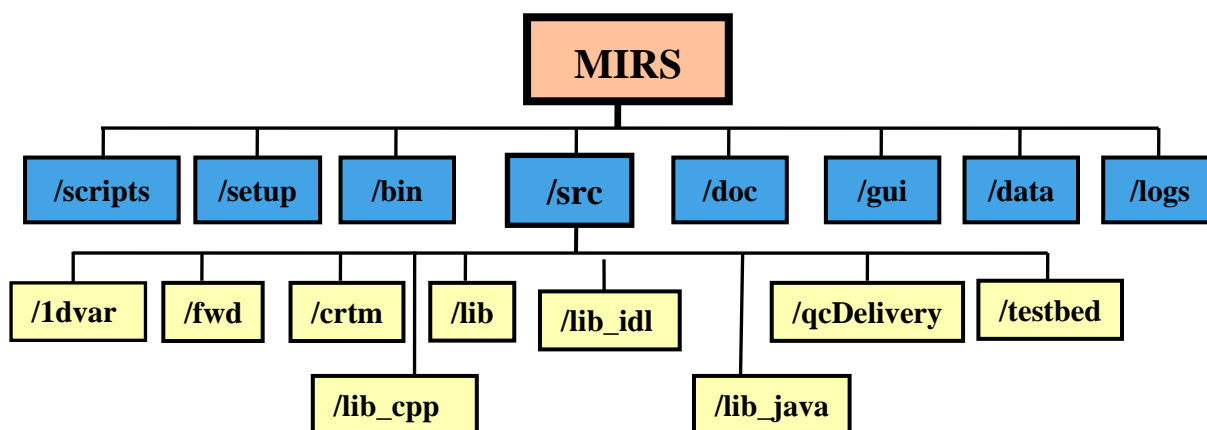 MIRS
/scripts
/setup
/bin
/src
/doc
/gui
/data
/logs
/1dvar
/fwd
/crtm
/lib
/lib_idl
/qcDelivery
/testbed
/lib_cpp
/lib_java